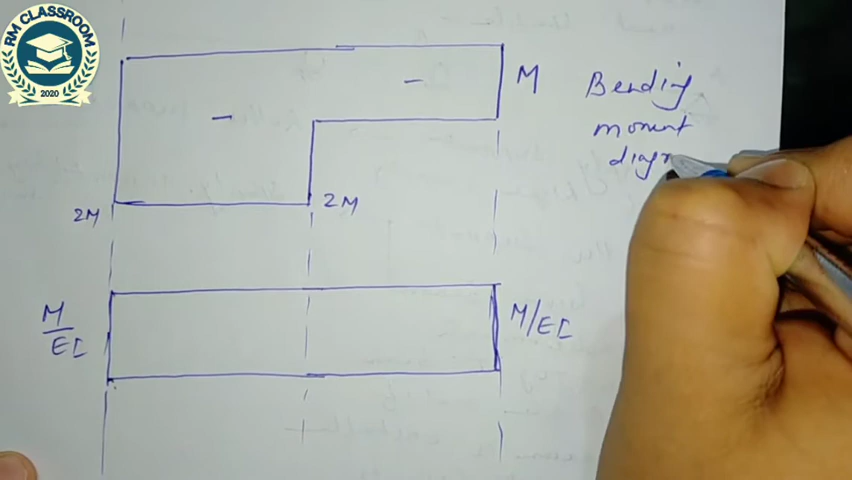 RM CLASSROOM
2020
M
Bending
moment
diagr
2M
2M
M/EI
M
EI